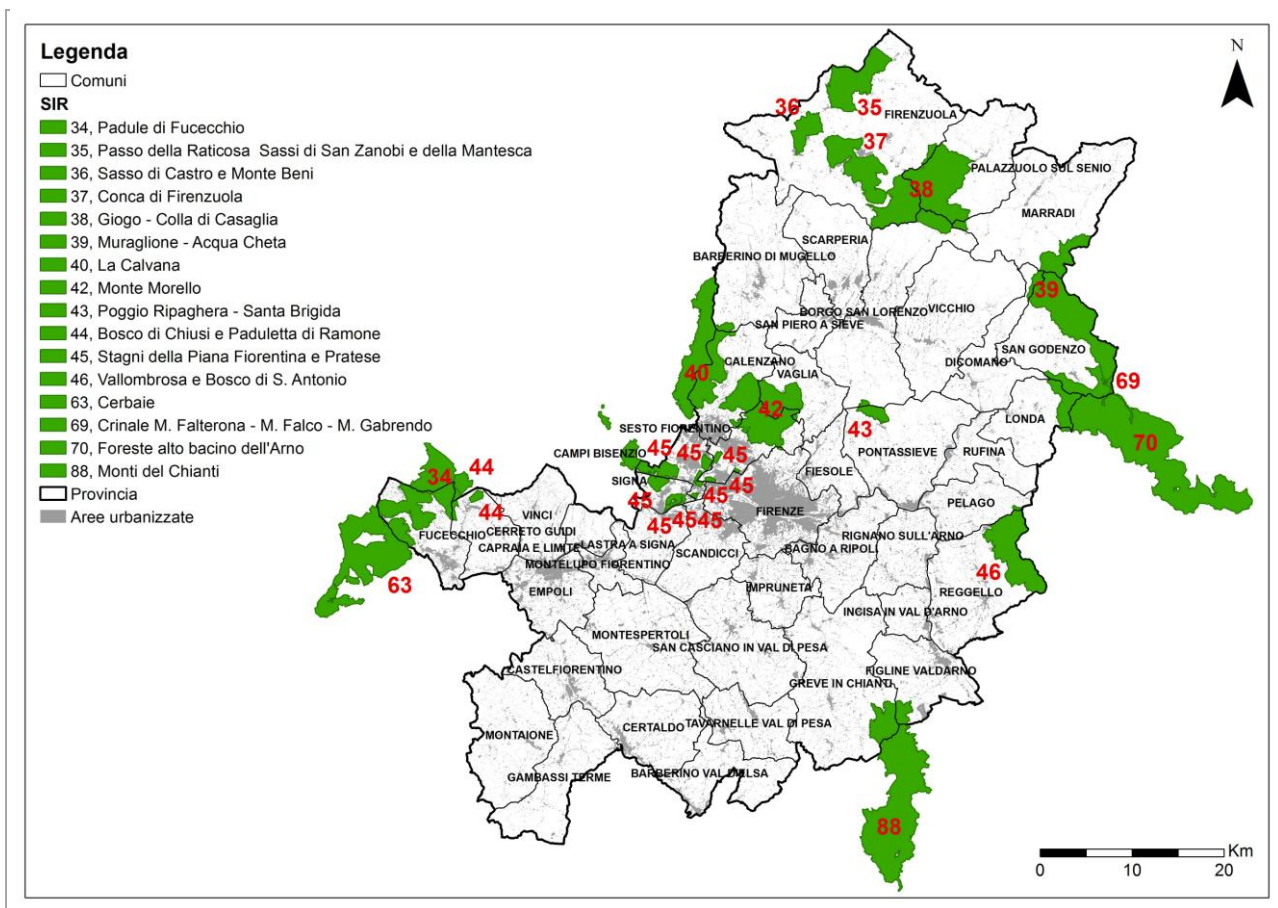 Legenda
Comuni
SIR
34, Padule di Fucecchio
35, Passo della Raticosa Sassi di San Zanobi e della Mantesca
36, Sasso di Castro e Monte Beni
37, Conca di Firenzuola
38, Giogo - Colla di Casaglia
39, Muraglione - Acqua Cheta
40, La Calvana
42, Monte Morello
43, Poggio Ripaghera - Santa Brigida
44, Bosco di Chiusi e Paduletta di Ramone
45, Stagni della Piana Fiorentina e Pratese
46, Vallombrosa e Bosco di S. Antonio
63, Cerbaie
69, Crinale M. Falterona - M. Falco - M. Gabrendo
70, Foreste alto bacino dell'Arno
88, Monti del Chianti
Provincia
Aree urbanizzate
N
36
35
FIRENZUOLA
37
PALAZZUOLO SUL SENIO
38
MARRADI
SCARPERIA
BARBERINO DI MUGELLO
39
BORGO SAN LORENZO
VICCHIO
SAN PIERO A SIEVE
SAN GODENZO
CALENZANO
DICOMANO
VAGLIA
40
69
42
LONDA
43
SESTO FIORENTINO
70
CAMPI BISENZIO
45
45
45
PONTASSIEVE
RUFINA
FIESOLE
44
34
SIGNA
45
45
45
PELAGO
44
VINCI
FIRENZE
45
45
45
CERRETO GUIDI
FUCECCHIO
RIGNANO SULL'ARNO
LASTRA A SIGNA
CAPRAIA E LIMITE
BAGNO A RIPOLI
SCANDICCI
MONTELUPO FIORENTINO
46
63
IMPRUNETA
EMPOLI
REGGELLO
INCISA IN VAL D'ARNO
MONTESPERTOLI
SAN CASCIANO IN VAL DI PESA
CASTELFIORENTINO
FIGLINE VALDARNO
GREVE IN CHIANTI
CERTALDO
TAVARNELLE VAL DI PESA
MONTAIONE
GAMBASSI TERME
BARBERINO VAL D'ELSA
88
Km
0 10 20